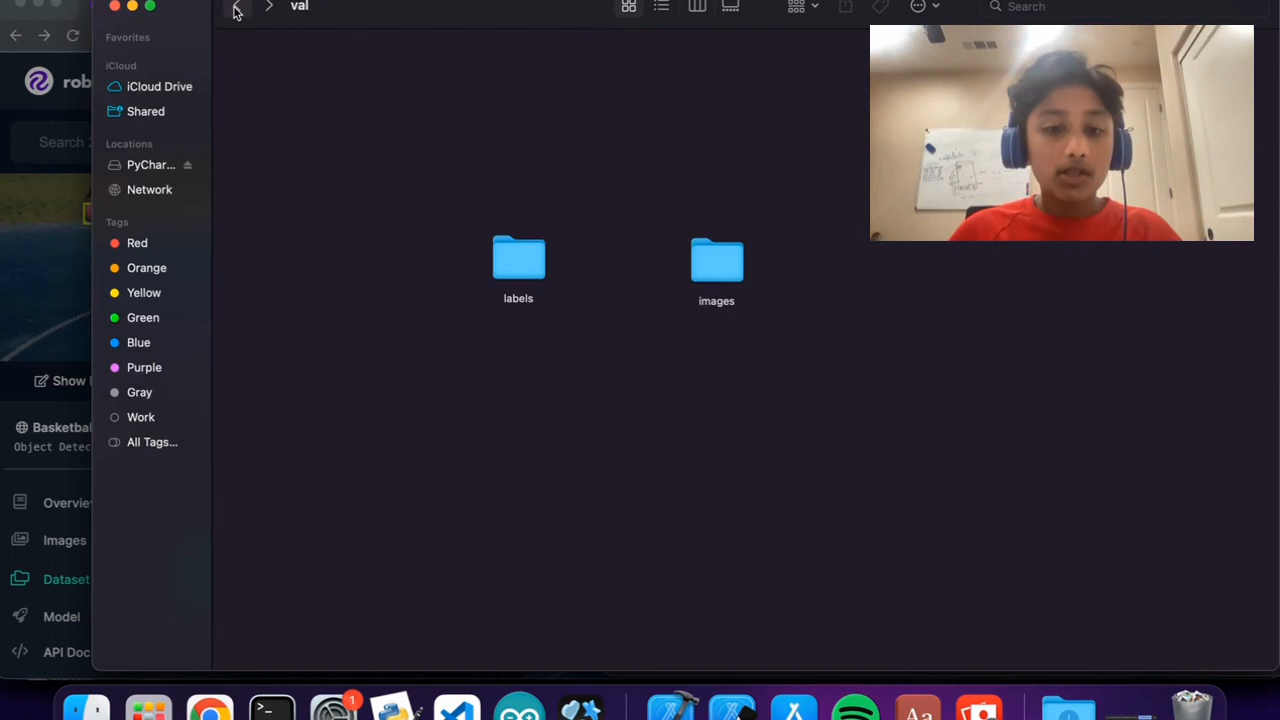 val
Search
Favorites
iCloud
iCloud Drive
Shared
Locations
PyChar...
Network
Tags
Red
Orange
Yellow
Green
Blue
Purple
Gray
Work
All Tags...
labels
images
rob
Search
Show
Basketbal
Object Detec
Overvie
Images
Dataset
Model
API Doc
1
>_
Aa